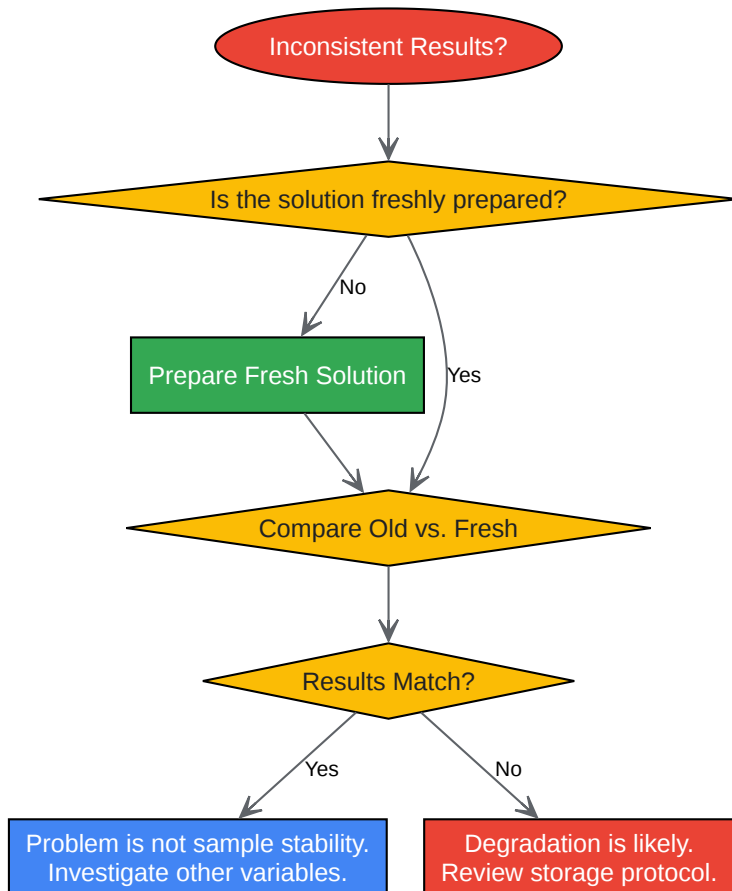 Inconsistent Results?
Is the solution freshly prepared?
No
Prepare Fresh Solution
Yes
Compare Old vs. Fresh
Results Match?
Yes
No
Problem is not sample stability.
Investigate other variables.
Degradation is likely.
Review storage protocol.